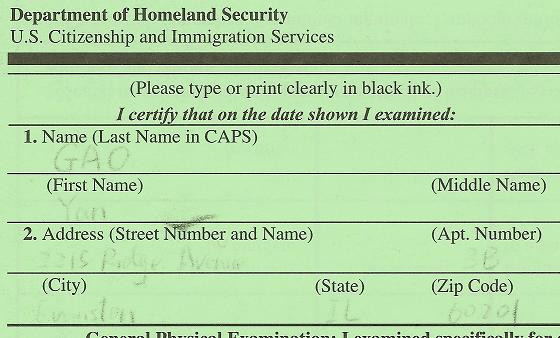 Department of Homeland Security
U.S. Citizenship and Immigration Services
(Please type or print clearly in black ink.)
I certify that on the date shown I examined:
1. Name (Last Name in CAPS)
GAO
(First Name) (Middle Name)
Yan
2. Address (Street Number and Name) (Apt. Number)
Ridge Avenue 3B
(City) (State) (Zip Code)
IL 60201
General Physical Examination: I examined specifically for